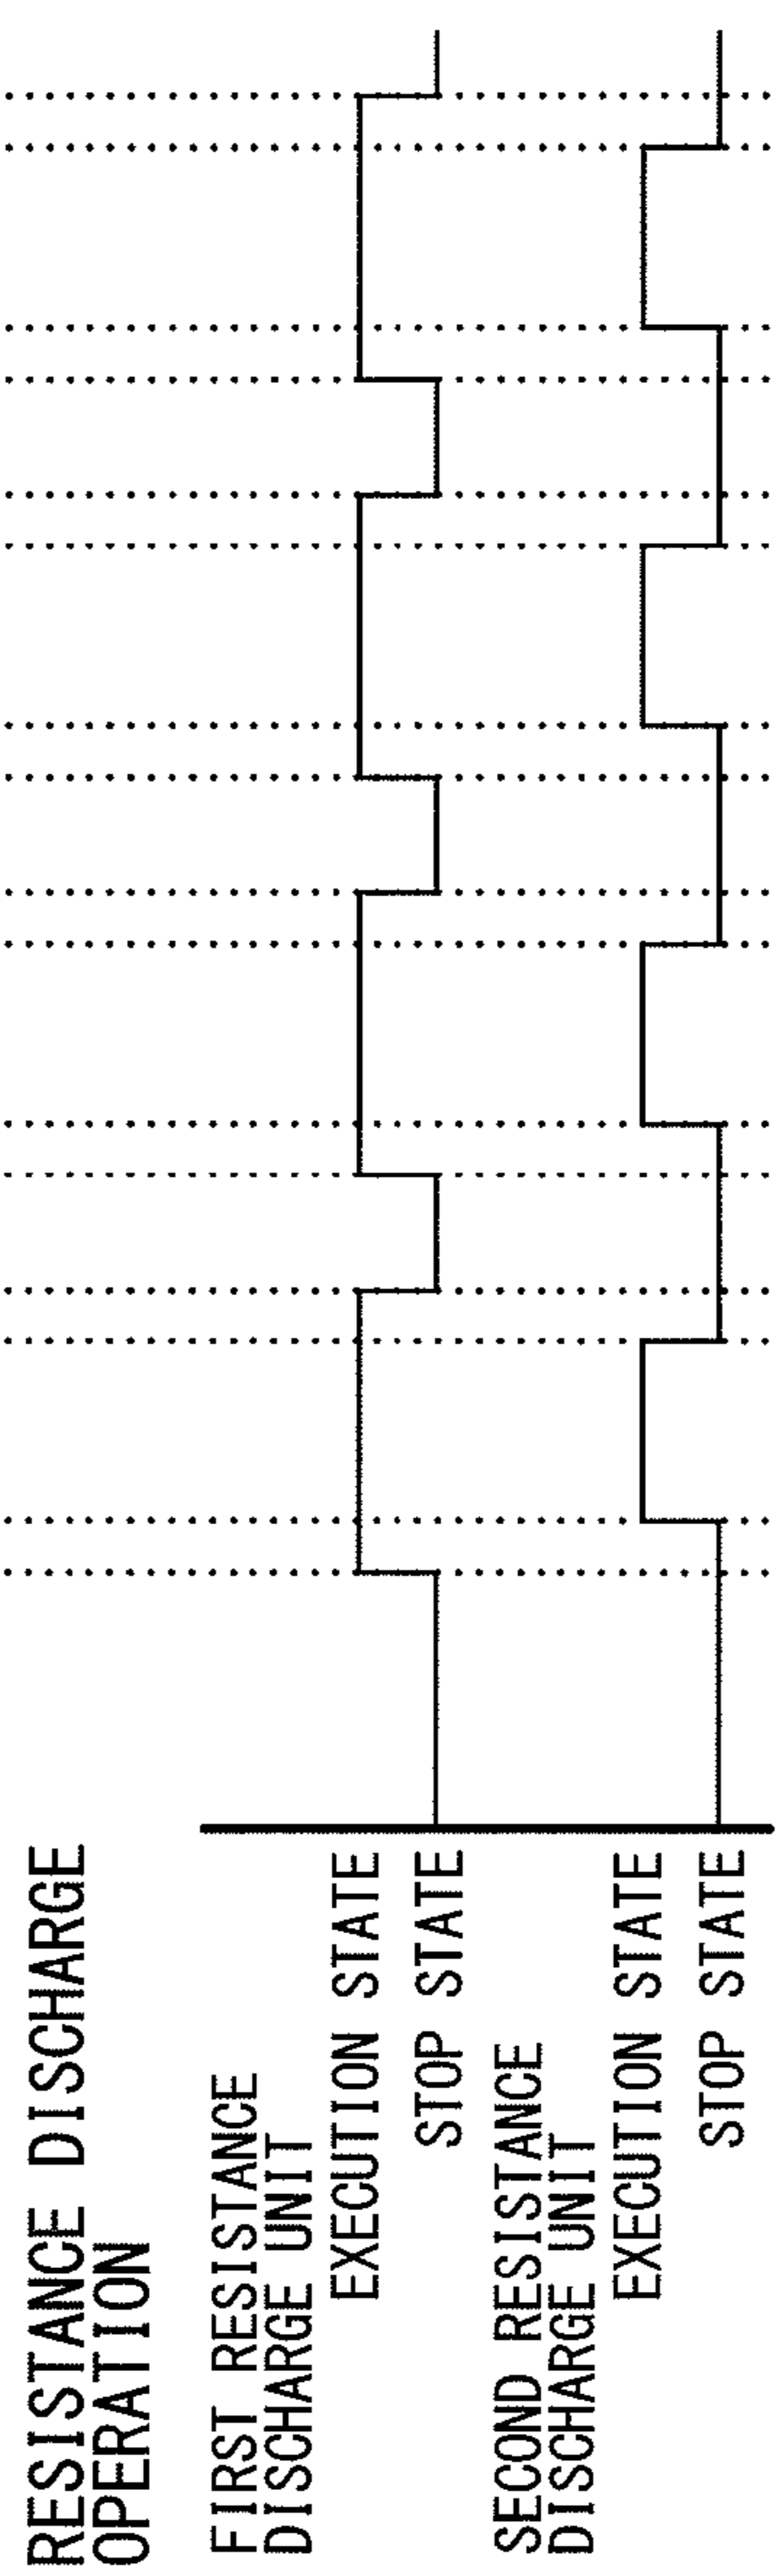 RESISTANCE DISCHARGE
OPERATION
FIRST RESISTANCE
DISCHARGE UNIT
EXECUTION STATE
STOP STATE
SECOND RESISTANCE
DISCHARGE UNIT
EXECUTION STATE
STOP STATE